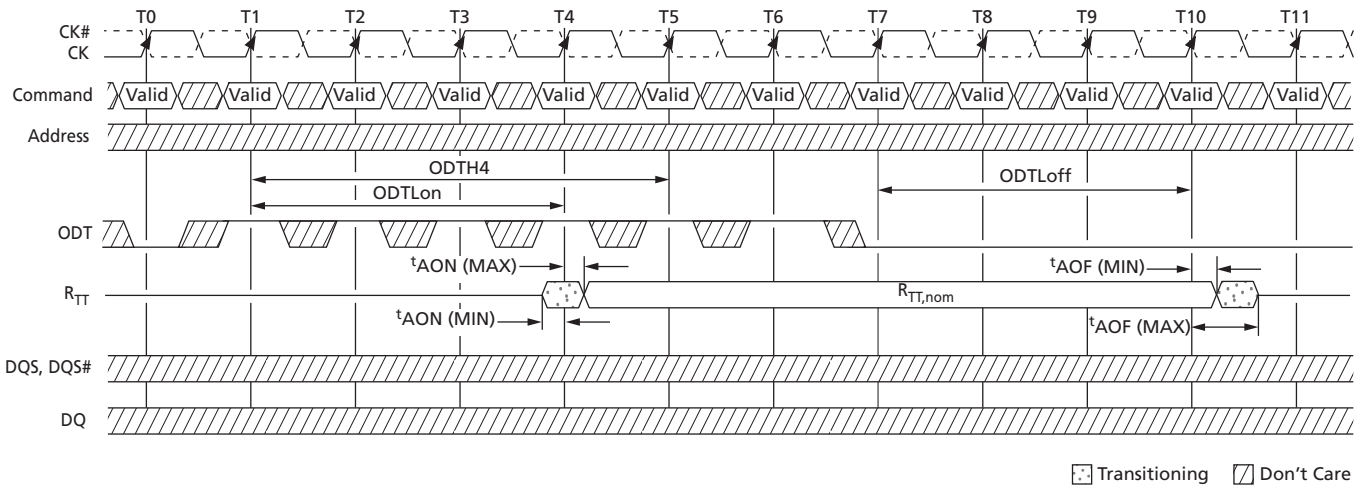 T0 T1 T2 T3 T4 T5 T6 T7 T8 T9 T10 T11
CK#
CK
Command Valid Valid Valid Valid Valid Valid Valid Valid Valid Valid Valid Valid
Address
ODTH4
ODTLon
ODTLoff
ODT
tAON (MAX)
tAOF (MIN)
RTT
RTT,nom
tAON (MIN)
tAOF (MAX)
DQS, DQS#
DQ
Transitioning Don't Care